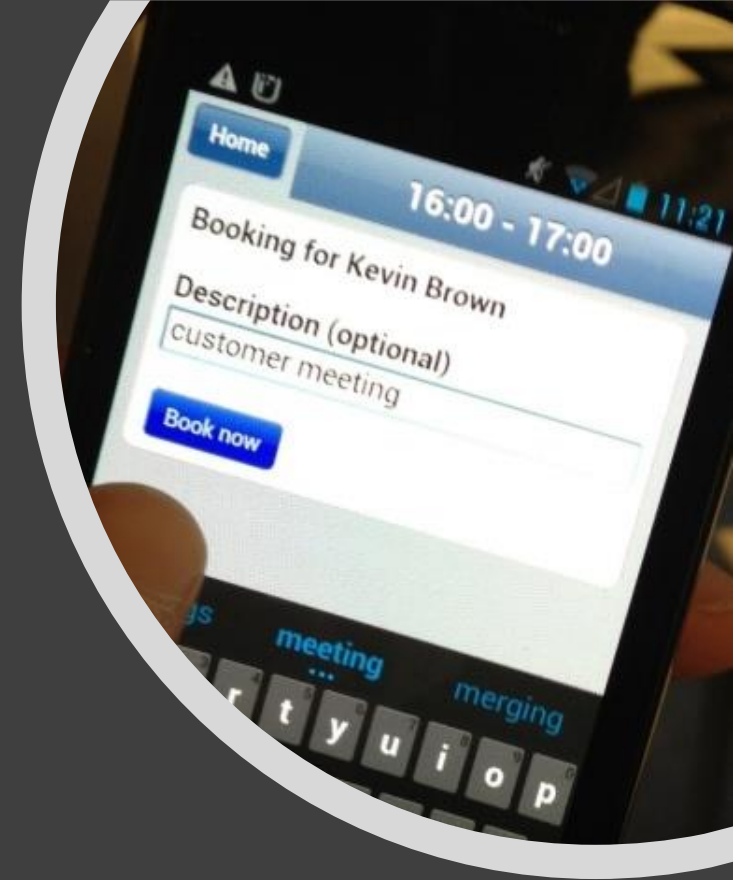 11:21
Home
16:00 - 17:00
Booking for Kevin Brown
Description (optional)
customer meeting
Book now
meeting
...
merging
r t y u i o p